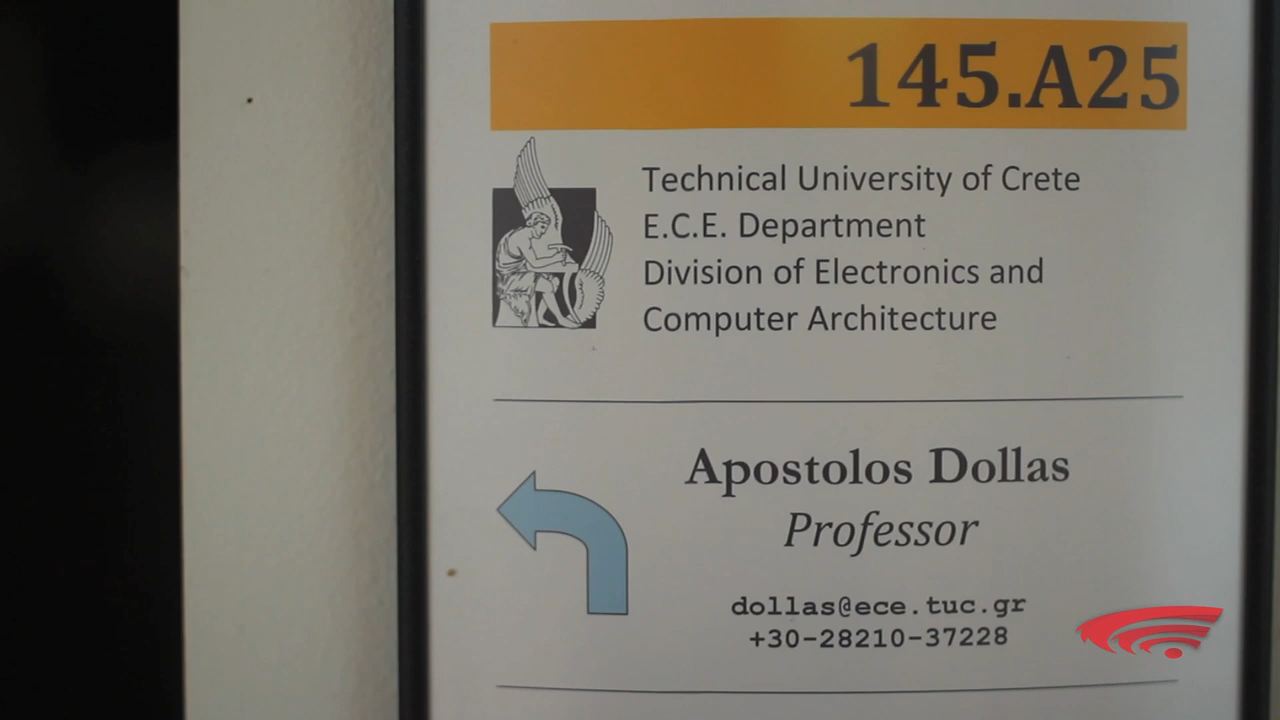 145.A25
Technical University of Crete
E.C.E. Department
Division of Electronics and
Computer Architecture
Apostolos Dollas
Professor
dollas@ece.tuc.gr
+30-28210-37228